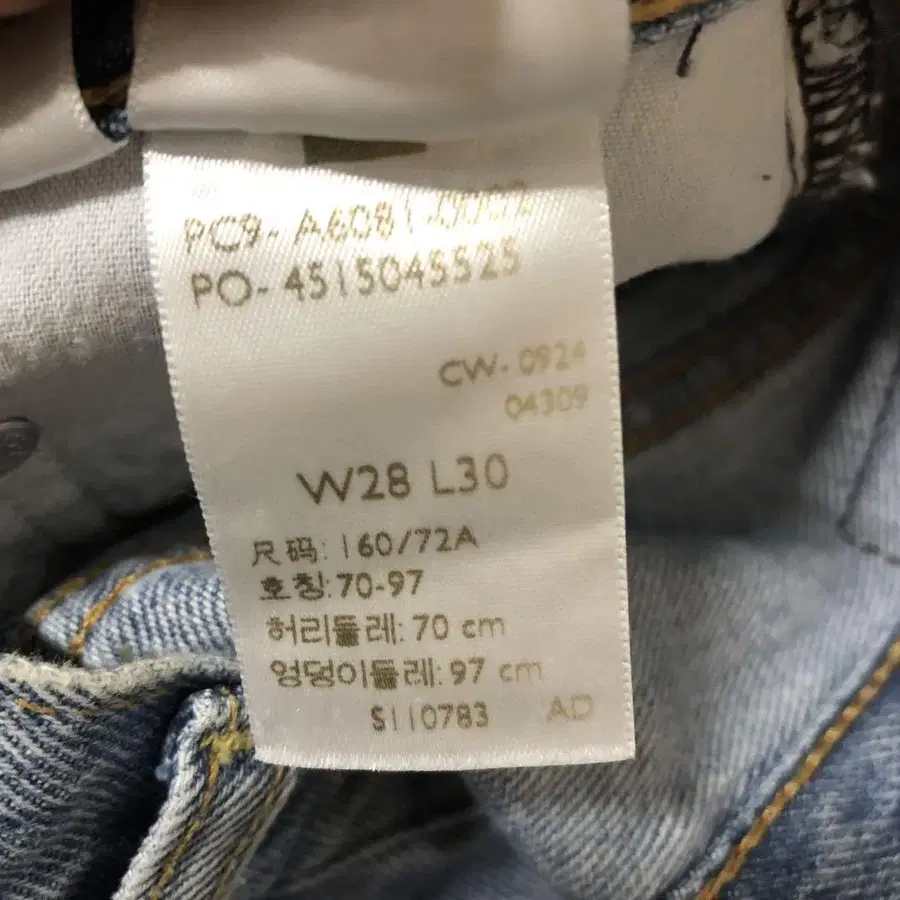 PC9- A6081-0002
PO- 4515045525
CW- 0924
04309
W28 L30
尺码: 160/72A
호칭: 70-97
허리둘레: 70 cm
엉덩이둘레: 97 cm
S110783 AD